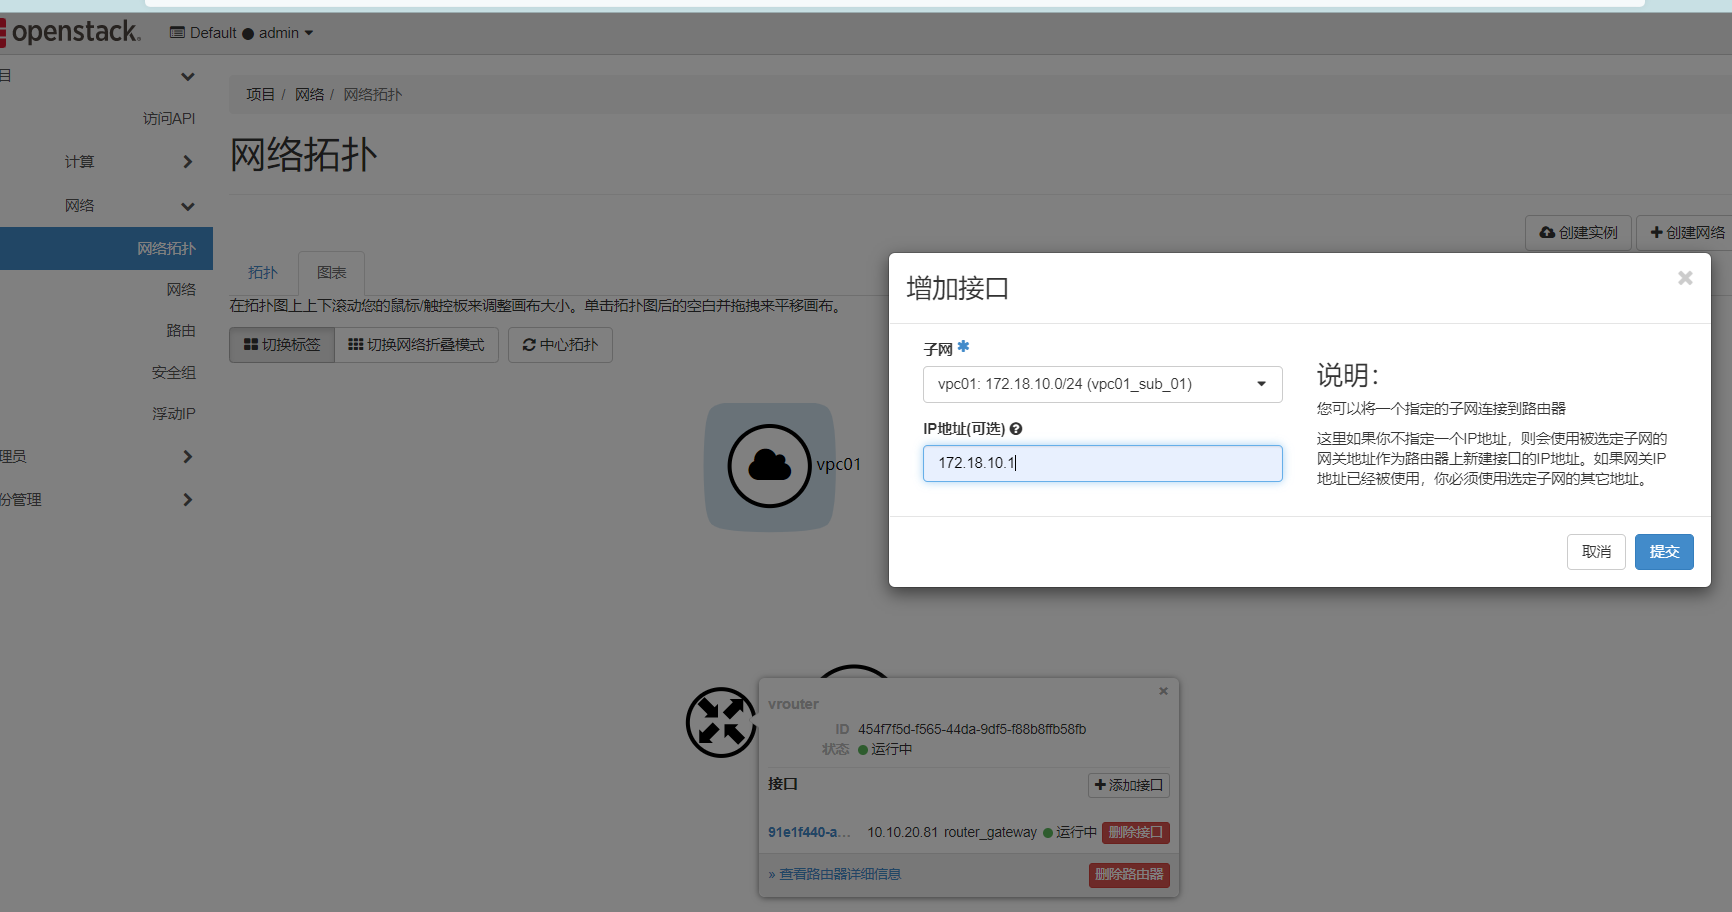 openstack.
Default admin
目
访问API
计算
网络
网络拓扑
网络
路由
安全组
浮动IP
理员
份管理
项目 / 网络 / 网络拓扑
网络拓扑
创建实例
创建网络
拓扑
图表
在拓扑图上上下滚动您的鼠标/触控板来调整画布大小。单击拓扑图后的空白并拖拽来平移画布。
切换标签
切换网络折叠模式
中心拓扑
vpc01
增加接口
子网
vpc01: 172.18.10.0/24 (vpc01_sub_01)
IP地址(可选)
172.18.10.1
说明：
您可以将一个指定的子网连接到路由器
这里如果你不指定一个IP地址，则会使用被选定子网的
网关地址作为路由器上新建接口的IP地址。如果网关IP
地址已经被使用，你必须使用选定子网的其它地址。
取消
提交
vrouter
ID 454f7f5d-f565-44da-9df5-f88b8ffb58fb
状态 运行中
接口
添加接口
91e1f440-a... 10.10.20.81 router_gateway 运行中 删除接口
» 查看路由器详细信息
删除路由器